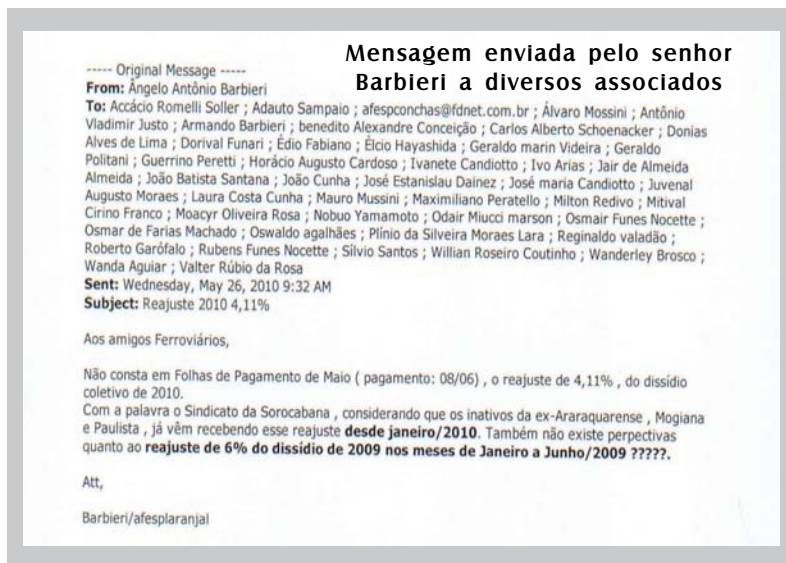 Mensagem enviada pelo senhor
Barbieri a diversos associados
----- Original Message -----
From: Ângelo Antônio Barbieri
To: Accácio Romelli Soller ; Adauto Sampaio ; afespconchas@fdnet.com.br ; Álvaro Mossini ; Antônio
Vladimir Justo ; Armando Barbieri ; benedito Alexandre Conceição ; Carlos Alberto Schoenacker ; Donias
Alves de Lima ; Dorival Funari ; Édio Fabiano ; Élcio Hayashida ; Geraldo marin Videira ; Geraldo
Politani ; Guerrino Peretti ; Horácio Augusto Cardoso ; Ivanete Candiotto ; Ivo Arias ; Jair de Almeida
Almeida ; João Batista Santana ; João Cunha ; José Estanislau Dainez ; José maria Candiotto ; Juvenal
Augusto Moraes ; Laura Costa Cunha ; Mauro Mussini ; Maximiliano Peratello ; Milton Redivo ; Mitival
Cirino Franco ; Moacyr Oliveira Rosa ; Nobuo Yamamoto ; Odair Miucci marson ; Osmair Funes Nocette ;
Osmar de Farias Machado ; Oswaldo agalhães ; Plínio da Silveira Moraes Lara ; Reginaldo valadão ;
Roberto Garófalo ; Rubens Funes Nocette ; Sílvio Santos ; Willian Roseiro Coutinho ; Wanderley Brosco ;
Wanda Aguiar ; Valter Rúbio da Rosa
Sent: Wednesday, May 26, 2010 9:32 AM
Subject: Reajuste 2010 4,11%
Aos amigos Ferroviários,
Não consta em Folhas de Pagamento de Maio ( pagamento: 08/06) , o reajuste de 4,11% , do dissídio
coletivo de 2010.
Com a palavra o Sindicato da Sorocabana , considerando que os inativos da ex-Araraquarense , Mogiana
e Paulista , já vêm recebendo esse reajuste desde janeiro/2010. Também não existe perpectivas
quanto ao reajuste de 6% do dissídio de 2009 nos meses de Janeiro a Junho/2009 ?????.
Att,
Barbieri/afesplaranjal